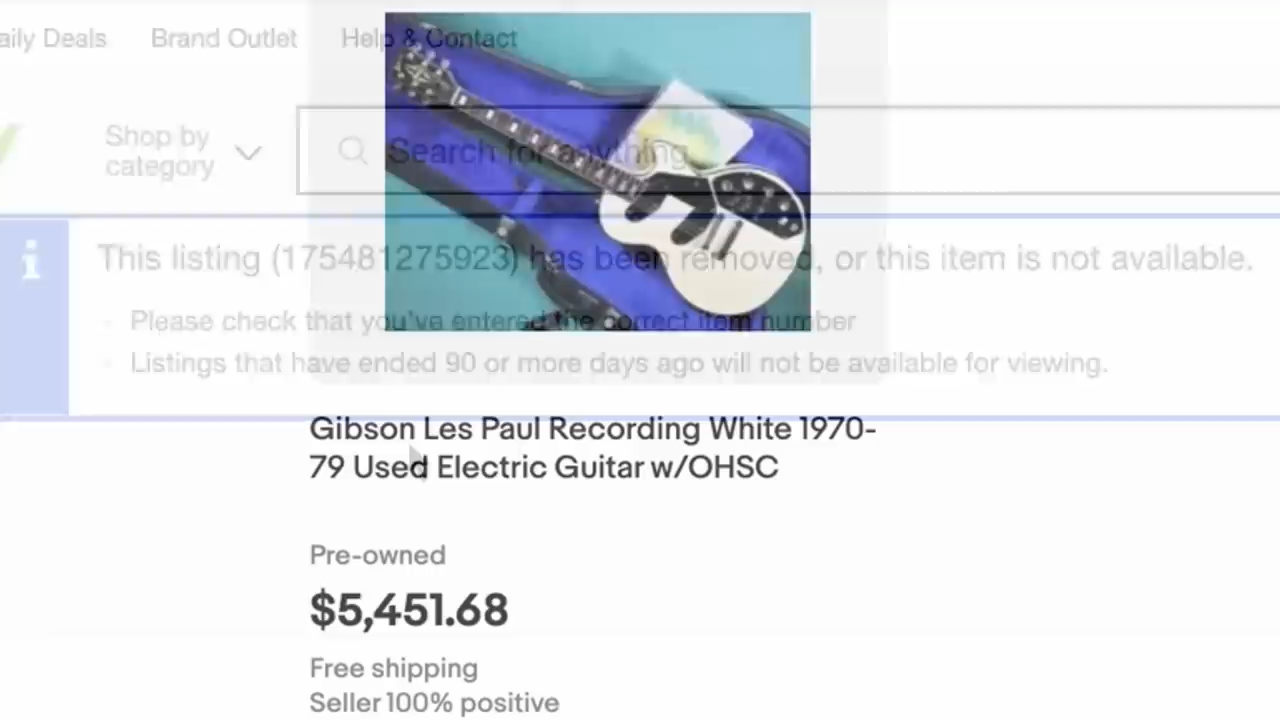 aily Deals Brand Outlet Help & Contact
Shop by
category
Search for anything
This listing (175481275923) has been removed, or this item is not available.
- Please check that you've entered the correct item number
- Listings that have ended 90 or more days ago will not be available for viewing.
Gibson Les Paul Recording White 1970-
79 Used Electric Guitar w/OHSC
Pre-owned
$5,451.68
Free shipping
Seller 100% positive